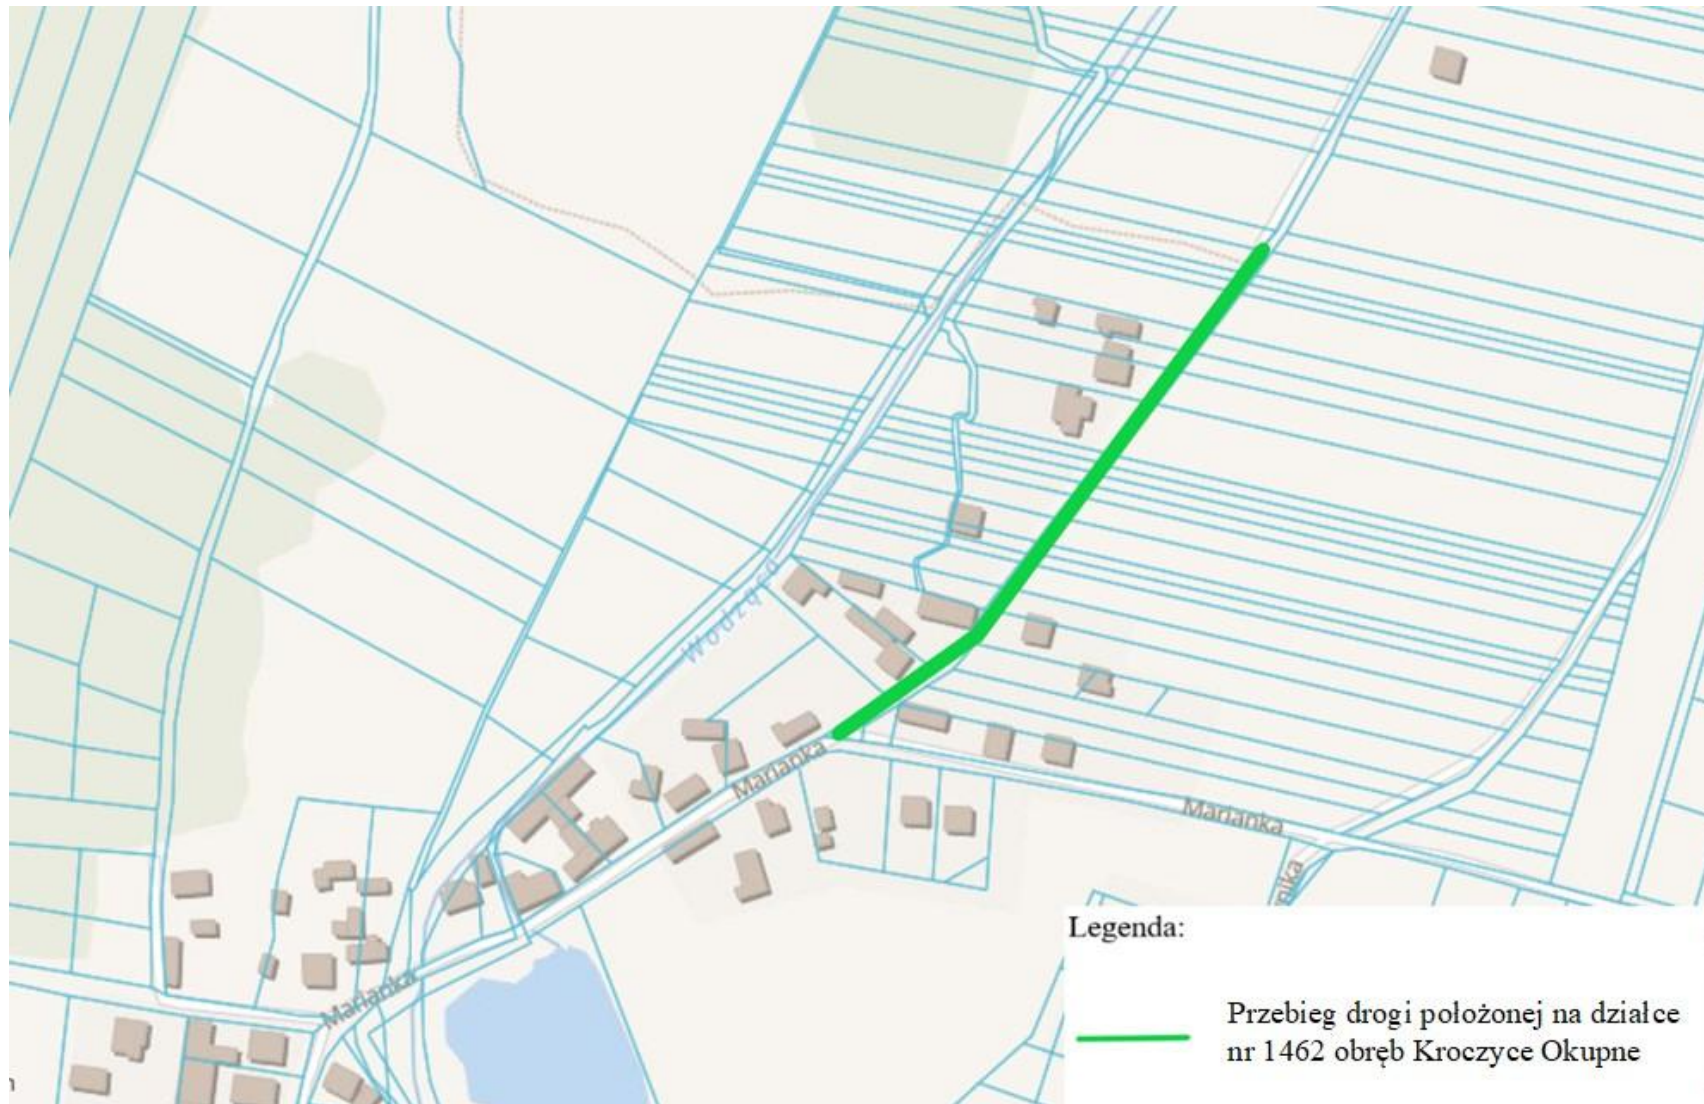 Wodząca
Marianka
Marianka
Marianka
Legenda:
Przebieg drogi położonej na działce
nr 1462 obręb Kroczyce Okupne